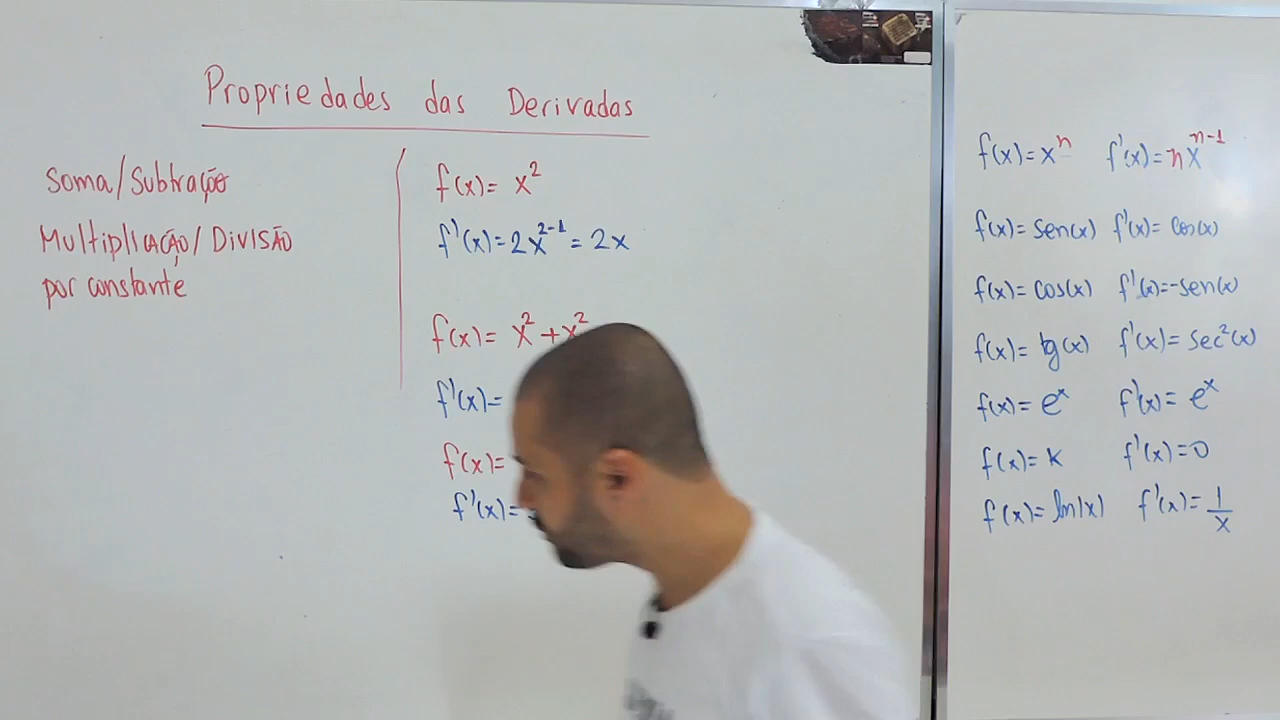 Propriedades das Derivadas
Soma/Subtração
Multiplicação/Divisão
por constante
f(x)= x²
f'(x)=2x²⁻¹=2x
f(x)= x²+x²
f'(x)=
f(x)=
f'(x)=
f(x)=xⁿ f'(x)=nxⁿ⁻¹
f(x)=sen(x) f'(x)= cos(x)
f(x)= cos(x) f'(x)=-sen(x)
f(x)= tg(x) f'(x)= sec²(x)
f(x)= eˣ f'(x)= eˣ
f(x)= K f'(x)=0
f(x)= ln|x| f'(x)= 1/x